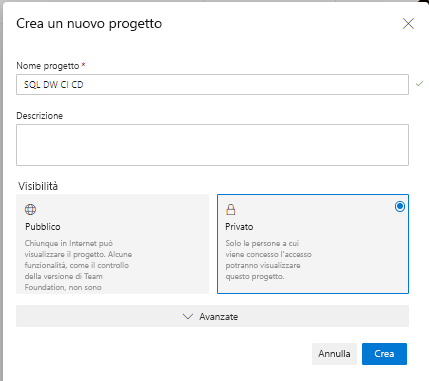 Crea un nuovo progetto
Nome progetto *
SQL DW CI CD
Descrizione
Visibilità
Pubblico
Chiunque in Internet può
visualizzare il progetto. Alcune
funzionalità, come il controllo
della versione di Team
Foundation, non sono
Privato
Solo le persone a cui
viene concesso l'accesso
potranno visualizzare
questo progetto.
Avanzate
Annulla
Crea